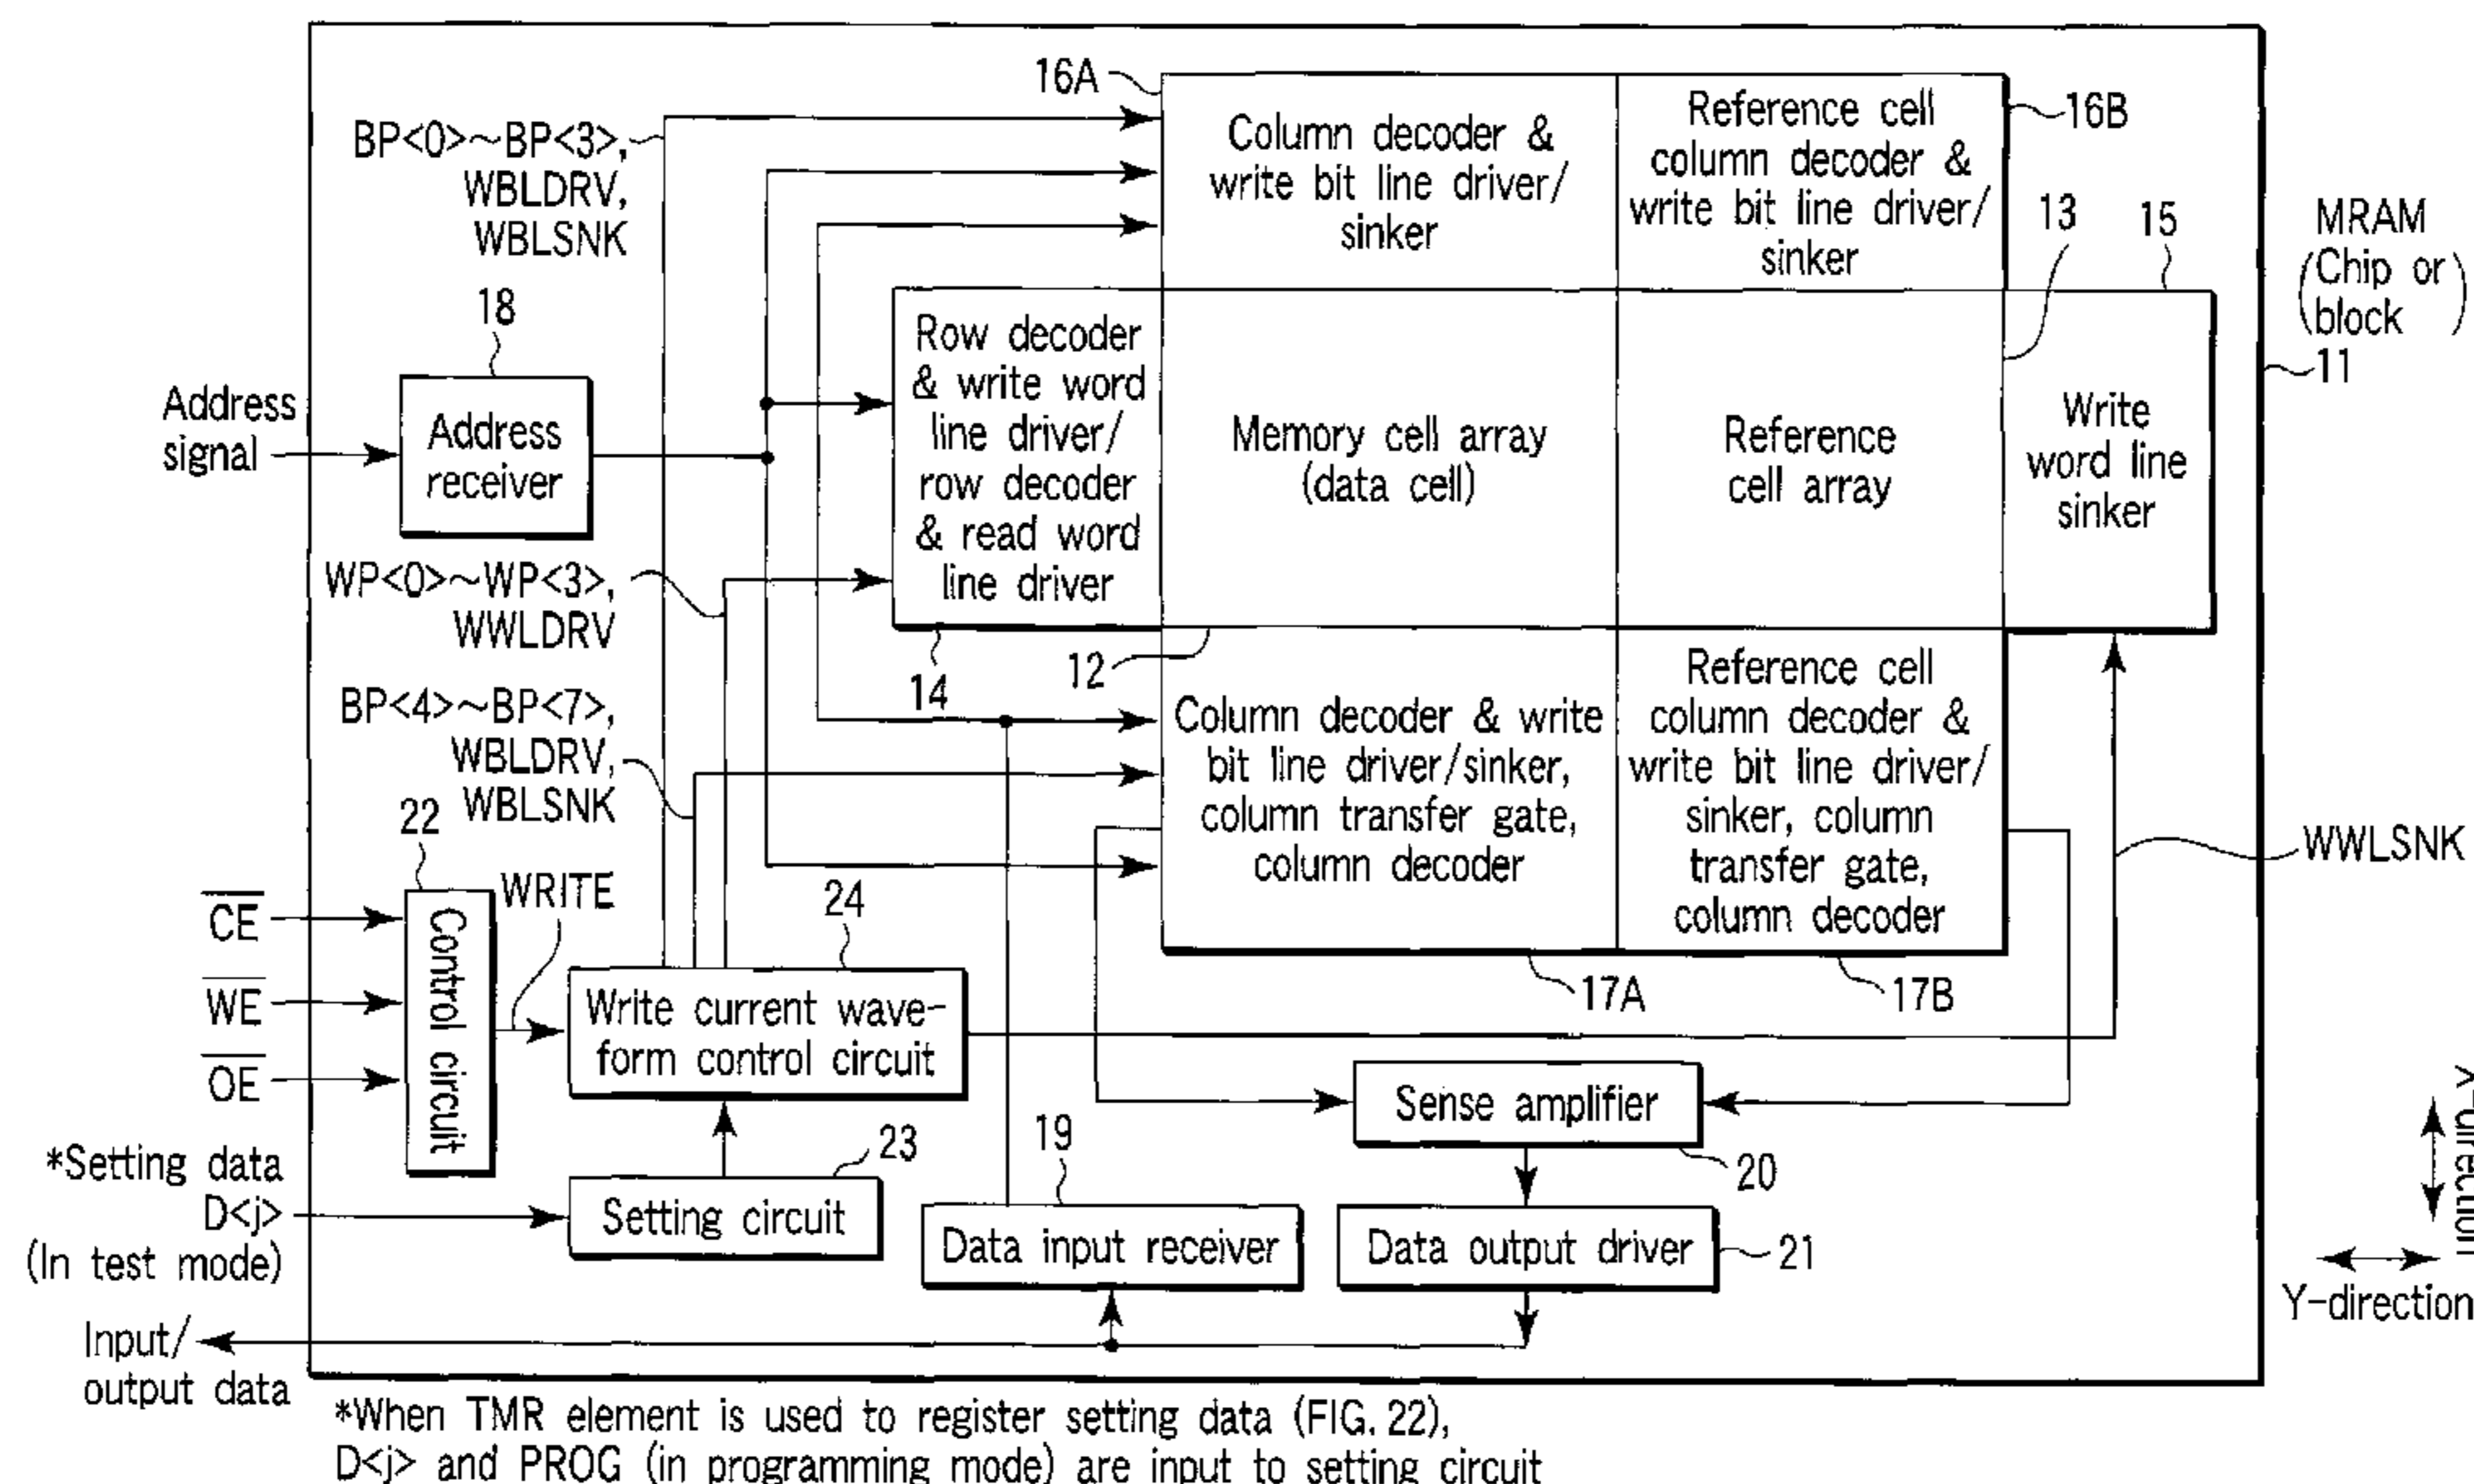 16A
Column decoder &
write bit line driver/
sinker
Reference cell
column decoder &
write bit line driver/
sinker
16B
BP<0>~BP<3>,
WBLDRV,
WBLSNK
13
15
MRAM
(Chip or
block)
11
18
Address
signal
Address
receiver
Row decoder
& write word
line driver/
row decoder
& read word
line driver
Memory cell array
(data cell)
Reference
cell array
Write
word line
sinker
WP<0>~WP<3>,
WWLDRV
14
12
BP<4>~BP<7>,
WBLDRV,
WBLSNK
Column decoder & write
bit line driver/sinker,
column transfer gate,
column decoder
Reference cell
column decoder &
write bit line driver/
sinker, column
transfer gate,
column decoder
WWLSNK
22
WRITE
24
17A
17B
C̅E̅
W̅E̅
O̅E̅
Control circuit
Write current wave-
form control circuit
Sense amplifier
20
*Setting data
D<j>
(In test mode)
23
Setting circuit
19
Data input receiver
Data output driver
21
X-direction
Y-direction
Input/
output data
*When TMR element is used to register setting data (FIG. 22),
D<j> and PROG (in programming mode) are input to setting circuit